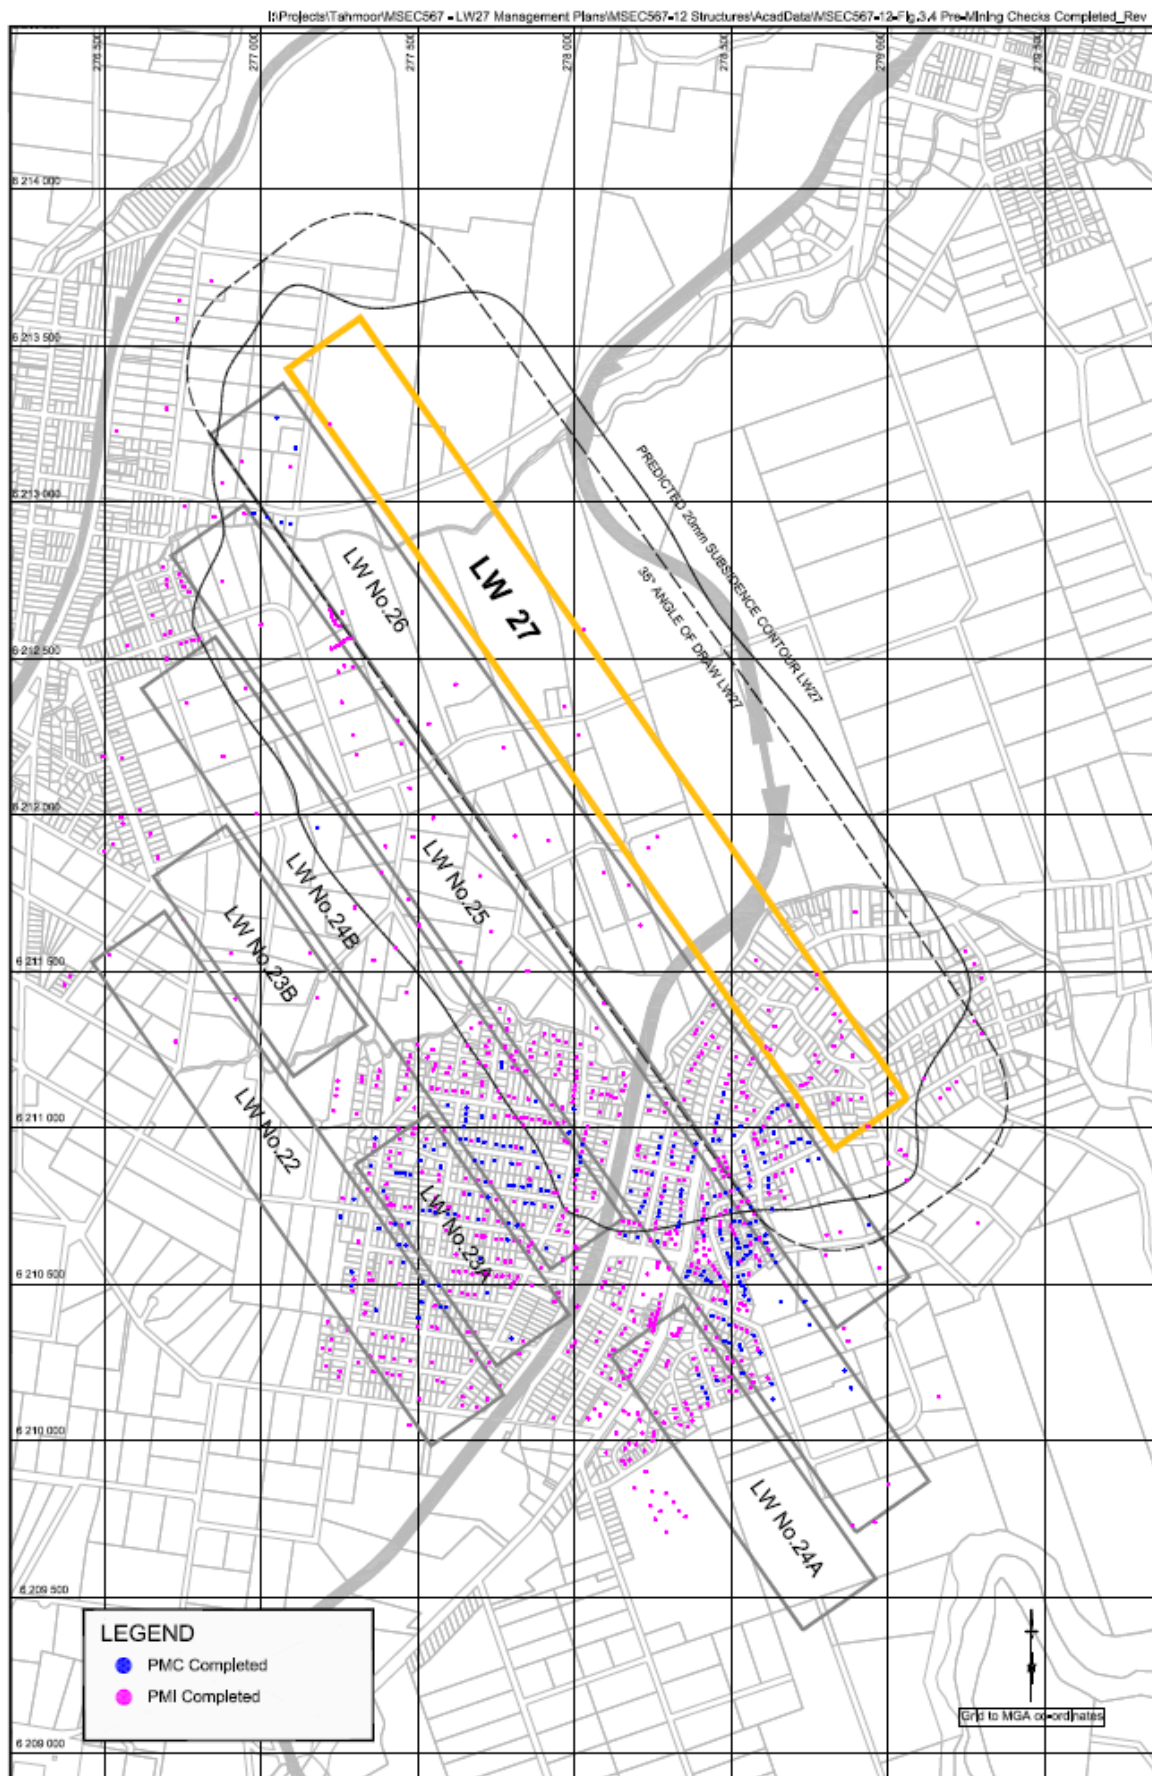 I:\Projects\Tahmoor\MSEC567 - LW27 Management Plans\MSEC567-12 Structures\AcadData\MSEC567-12-Fig.3.4 Pre-Mining Checks Completed_Rev
276 500
277 000
277 500
278 000
278 500
279 000
279 500
6 214 000
6 213 500
6 213 000
6 212 500
6 212 000
6 211 500
6 211 000
6 210 500
6 210 000
6 209 500
6 209 000
PREDICTED 20mm SUBSIDENCE CONTOUR LW27
35° ANGLE OF DRAW LW27
LW 27
LW No.26
LW No.25
LW No.24B
LW No.23B
LW No.22
LW No.23A
LW No.24A
LEGEND
PMC Completed
PMI Completed
Grid to MGA co-ordinates